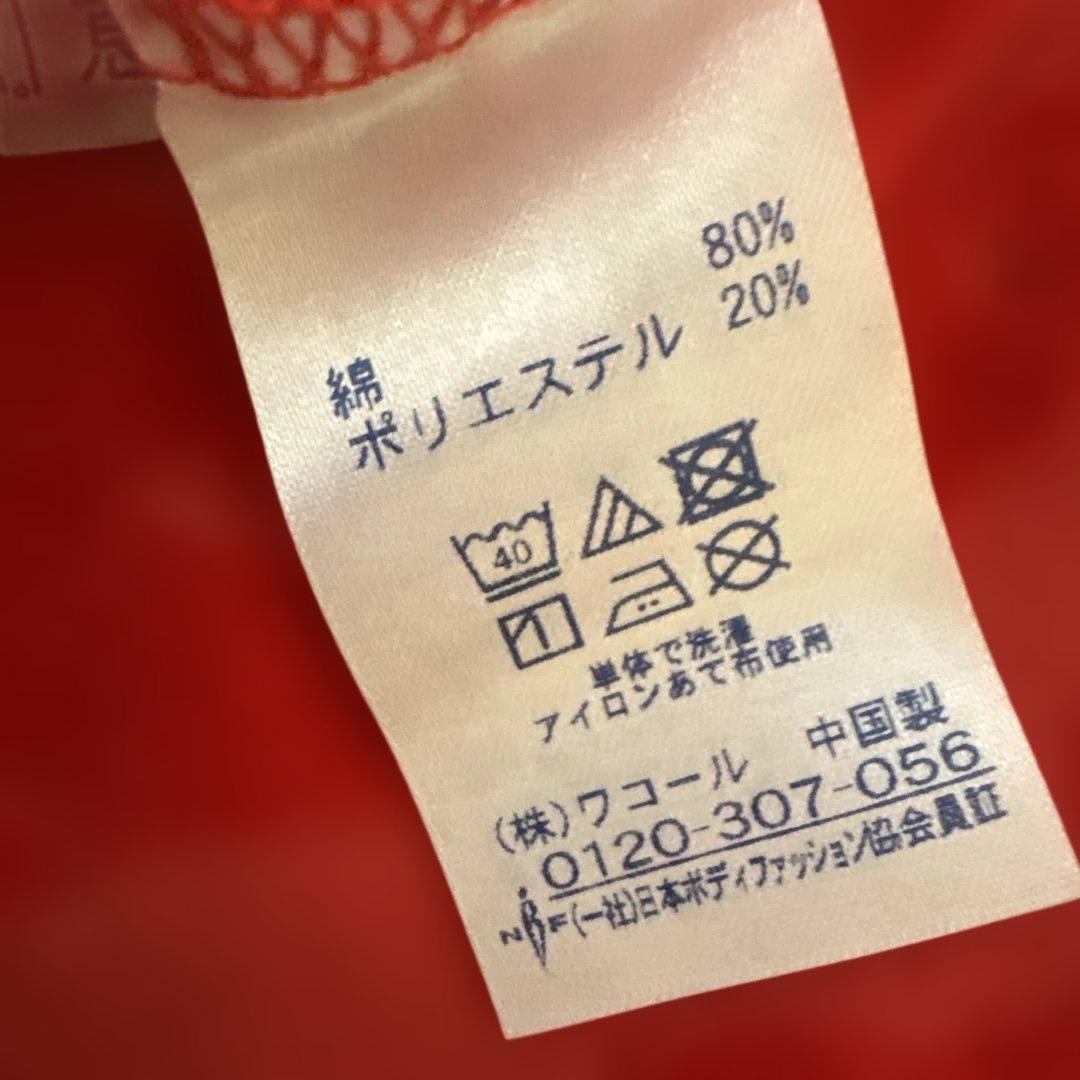 意
綿 80%
ポリエステル 20%
40
単体で洗濯
アイロンあて布使用
(株)ワコール 中国製
0120-307-056
NBF(一社)日本ボディファッション協会員証